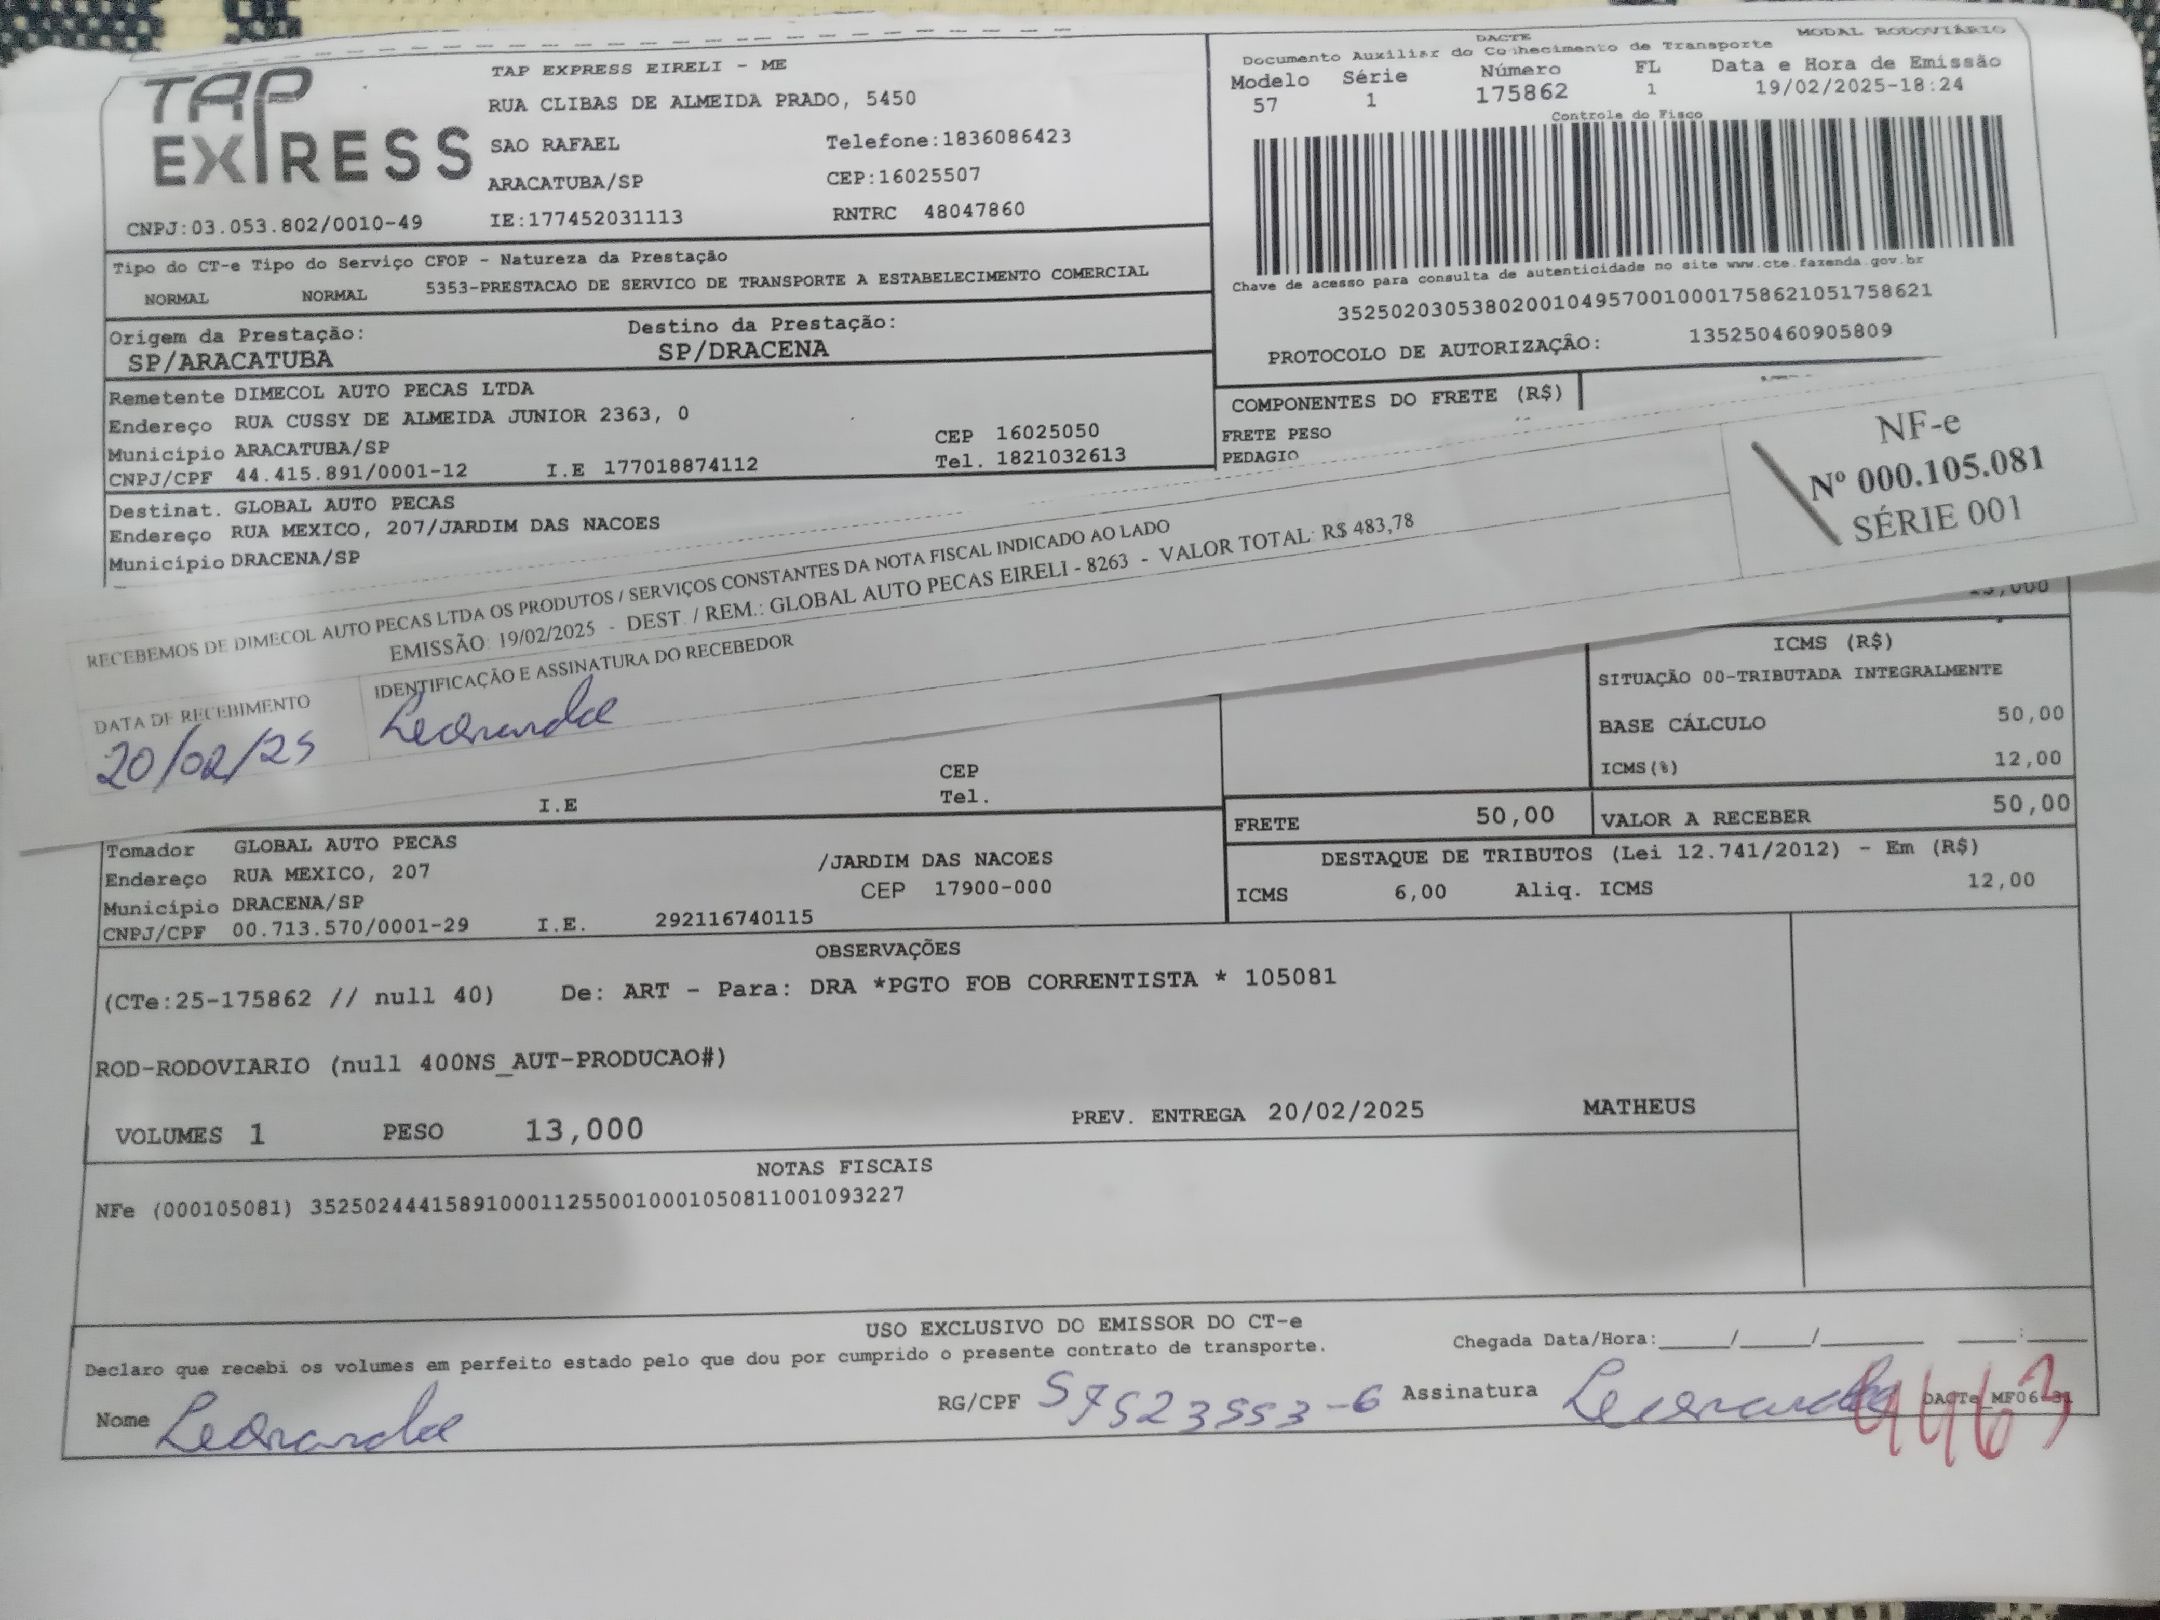 TAP EXPRESS
TAP EXPRESS EIRELI - ME
RUA CLIBAS DE ALMEIDA PRADO, 5450
SAO RAFAEL Telefone:1836086423
ARACATUBA/SP CEP:16025507
CNPJ:03.053.802/0010-49 IE:177452031113 RNTRC 48047860
DACTE MODAL RODOVIÁRIO
Documento Auxiliar do Conhecimento de Transporte
Modelo Série Número FL Data e Hora de Emissão
57 1 175862 1 19/02/2025-18:24
Controle do Fisco
Chave de acesso para consulta de autenticidade no site www.cte.fazenda.gov.br
35250203053802001049570010001758621051758621
PROTOCOLO DE AUTORIZAÇÃO: 135250460905809
Tipo do CT-e Tipo do Serviço CFOP - Natureza da Prestação
NORMAL NORMAL 5353-PRESTACAO DE SERVICO DE TRANSPORTE A ESTABELECIMENTO COMERCIAL
Origem da Prestação: Destino da Prestação:
SP/ARACATUBA SP/DRACENA
Remetente DIMECOL AUTO PECAS LTDA
Endereço RUA CUSSY DE ALMEIDA JUNIOR 2363, 0
Município ARACATUBA/SP CEP 16025050
CNPJ/CPF 44.415.891/0001-12 I.E 177018874112 Tel. 1821032613
COMPONENTES DO FRETE (R$)
FRETE PESO
PEDAGIO
Destinat. GLOBAL AUTO PECAS
Endereço RUA MEXICO, 207/JARDIM DAS NACOES
Município DRACENA/SP
RECEBEMOS DE DIMECOL AUTO PECAS LTDA OS PRODUTOS / SERVIÇOS CONSTANTES DA NOTA FISCAL INDICADO AO LADO
EMISSÃO: 19/02/2025 - DEST. / REM.: GLOBAL AUTO PECAS EIRELI - 8263 - VALOR TOTAL: R$ 483,78
NF-e
Nº 000.105.081
SÉRIE 001
DATA DE RECEBIMENTO IDENTIFICAÇÃO E ASSINATURA DO RECEBEDOR
20/02/25 Leonardo
ICMS (R$)
SITUAÇÃO 00-TRIBUTADA INTEGRALMENTE
BASE CÁLCULO 50,00
ICMS(%) 12,00
CEP
I.E Tel.
FRETE 50,00 VALOR A RECEBER 50,00
Tomador GLOBAL AUTO PECAS
Endereço RUA MEXICO, 207 /JARDIM DAS NACOES
Município DRACENA/SP CEP 17900-000
CNPJ/CPF 00.713.570/0001-29 I.E. 292116740115
DESTAQUE DE TRIBUTOS (Lei 12.741/2012) - Em (R$)
ICMS 6,00 Aliq. ICMS 12,00
OBSERVAÇÕES
(CTe:25-175862 // null 40) De: ART - Para: DRA *PGTO FOB CORRENTISTA * 105081
ROD-RODOVIARIO (null 400NS_AUT-PRODUCAO#)
VOLUMES 1 PESO 13,000 PREV. ENTREGA 20/02/2025 MATHEUS
NOTAS FISCAIS
NFe (000105081) 35250244415891000112550010001050811001093227
USO EXCLUSIVO DO EMISSOR DO CT-e
Declaro que recebi os volumes em perfeito estado pelo que dou por cumprido o presente contrato de transporte. Chegada Data/Hora:_____/_____/_______ ____:____
Nome Leonardo RG/CPF 57523553-6 Assinatura Leonardo